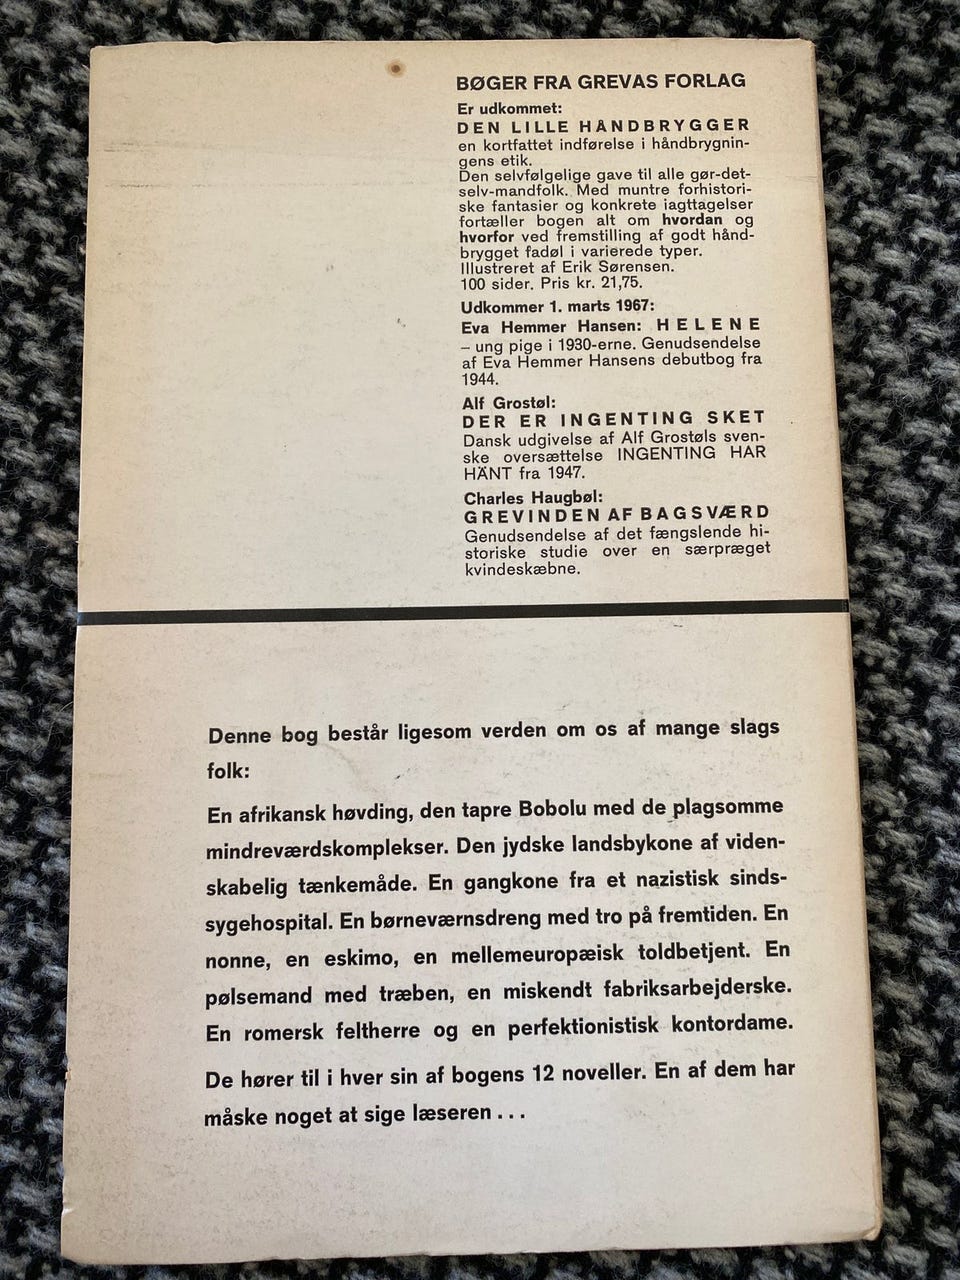 BØGER FRA GREVAS FORLAG
Er udkommet:
DEN LILLE HÅNDBRYGGER
en kortfattet indførelse i håndbrygnin-
gens etik.
Den selvfølgelige gave til alle gør-det-
selv-mandfolk. Med muntre forhistori-
ske fantasier og konkrete iagttagelser
fortæller bogen alt om hvordan og
hvorfor ved fremstilling af godt hånd-
brygget fadøl i varierede typer.
Illustreret af Erik Sørensen.
100 sider. Pris kr. 21,75.
Udkommer 1. marts 1967:
Eva Hemmer Hansen: HELENE
– ung pige i 1930-erne. Genudsendelse
af Eva Hemmer Hansens debutbog fra
1944.
Alf Grostøl:
DER ER INGENTING SKET
Dansk udgivelse af Alf Grostøls sven-
ske oversættelse INGENTING HAR
HÄNT fra 1947.
Charles Haugbøl:
GREVINDEN AF BAGSVÆRD
Genudsendelse af det fængslende hi-
storiske studie over en særpræget
kvindeskæbne.
Denne bog består ligesom verden om os af mange slags
folk:
En afrikansk høvding, den tapre Bobolu med de plagsomme
mindreværdskomplekser. Den jydske landsbykone af viden-
skabelig tænkemåde. En gangkone fra et nazistisk sinds-
sygehospital. En børneværnsdreng med tro på fremtiden. En
nonne, en eskimo, en mellemeuropæisk toldbetjent. En
pølsemand med træben, en miskendt fabriksarbejderske.
En romersk feltherre og en perfektionistisk kontordame.
De hører til i hver sin af bogens 12 noveller. En af dem har
måske noget at sige læseren . . .